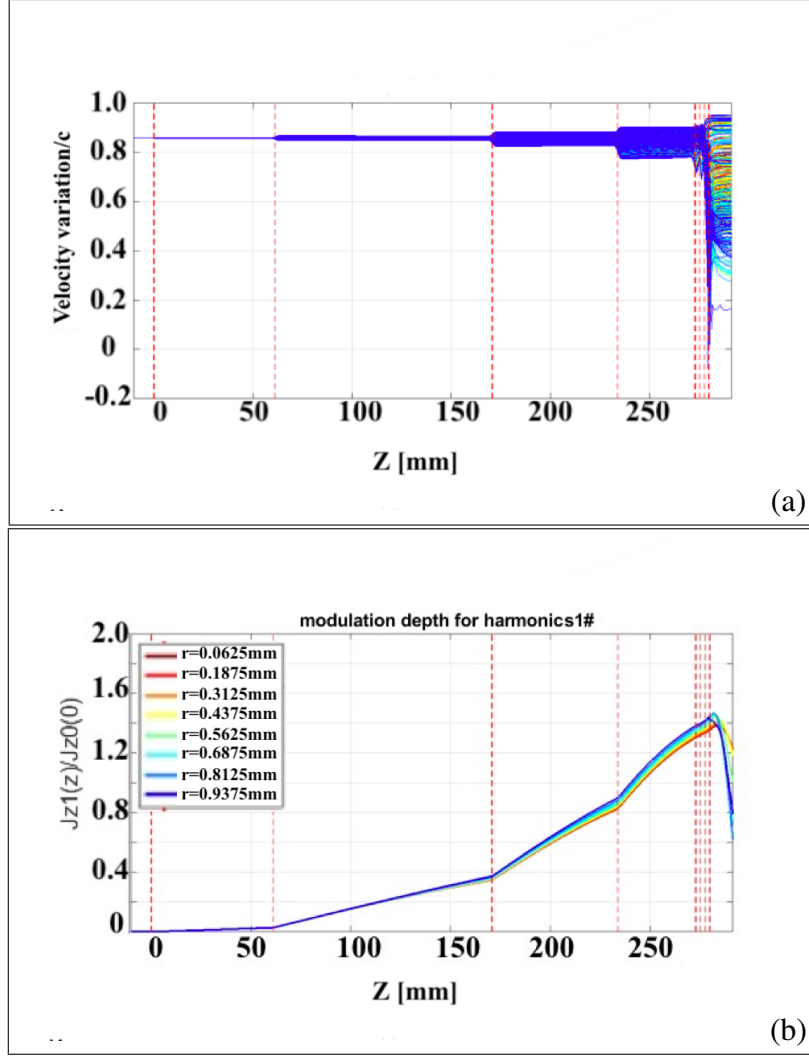 Velocity variation/c
1.0
0.8
0.6
0.4
0.2
0
-0.2
0 50 100 150 200 250
Z [mm]
(a)
modulation depth for harmonics1#
Jz1(z)/Jz0(0)
2.0
1.6
1.2
0.8
0.4
0
r=0.0625mm
r=0.1875mm
r=0.3125mm
r=0.4375mm
r=0.5625mm
r=0.6875mm
r=0.8125mm
r=0.9375mm
0 50 100 150 200 250
Z [mm]
(b)